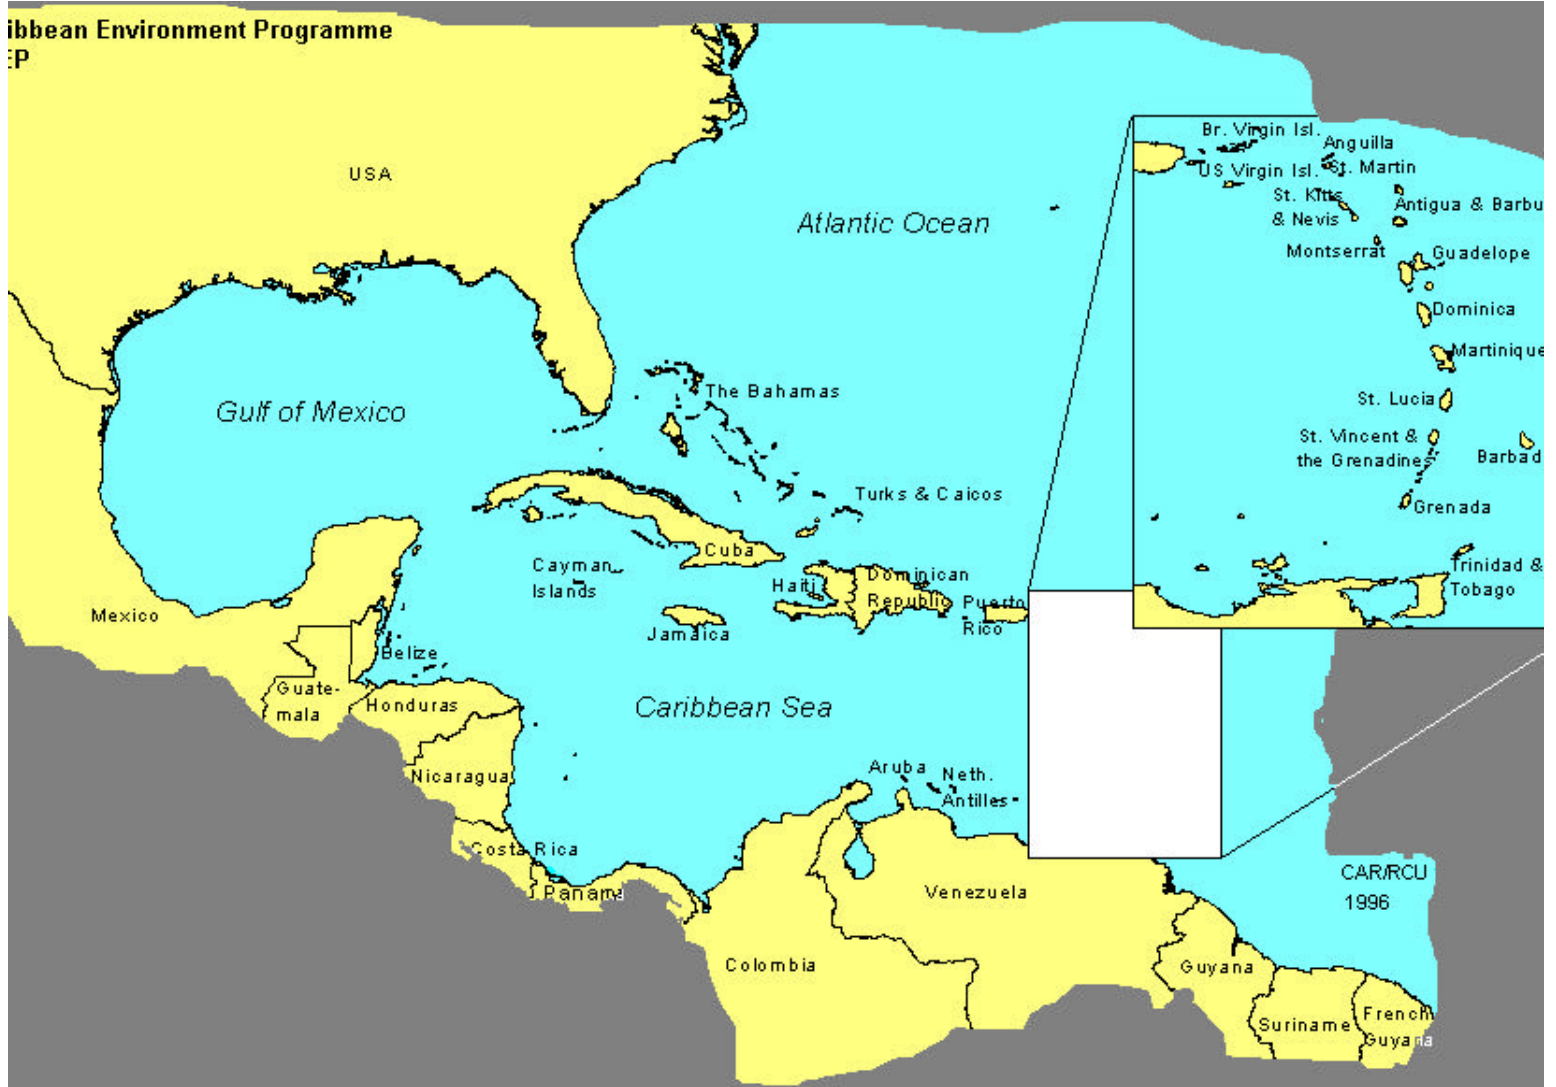 ibbean Environment Programme
EP
USA
Atlantic Ocean
Gulf of Mexico
The Bahamas
Turks & Caicos
Cuba
Cayman
Islands
Haiti
Dominican
Republic
Puerto
Rico
Jamaica
Mexico
Belize
Guate-
mala
Honduras
Caribbean Sea
Nicaragua
Aruba
Neth.
Antilles
Costa Rica
Panama
Venezuela
Colombia
Guyana
Suriname
French
Guyana
CAR/RCU
1996
Br. Virgin Isl.
Anguilla
US Virgin Isl.
St. Martin
St. Kitts
& Nevis
Antigua & Barbu
Montserrat
Guadelope
Dominica
Martinique
St. Lucia
St. Vincent &
the Grenadines
Barbad
Grenada
Trinidad &
Tobago